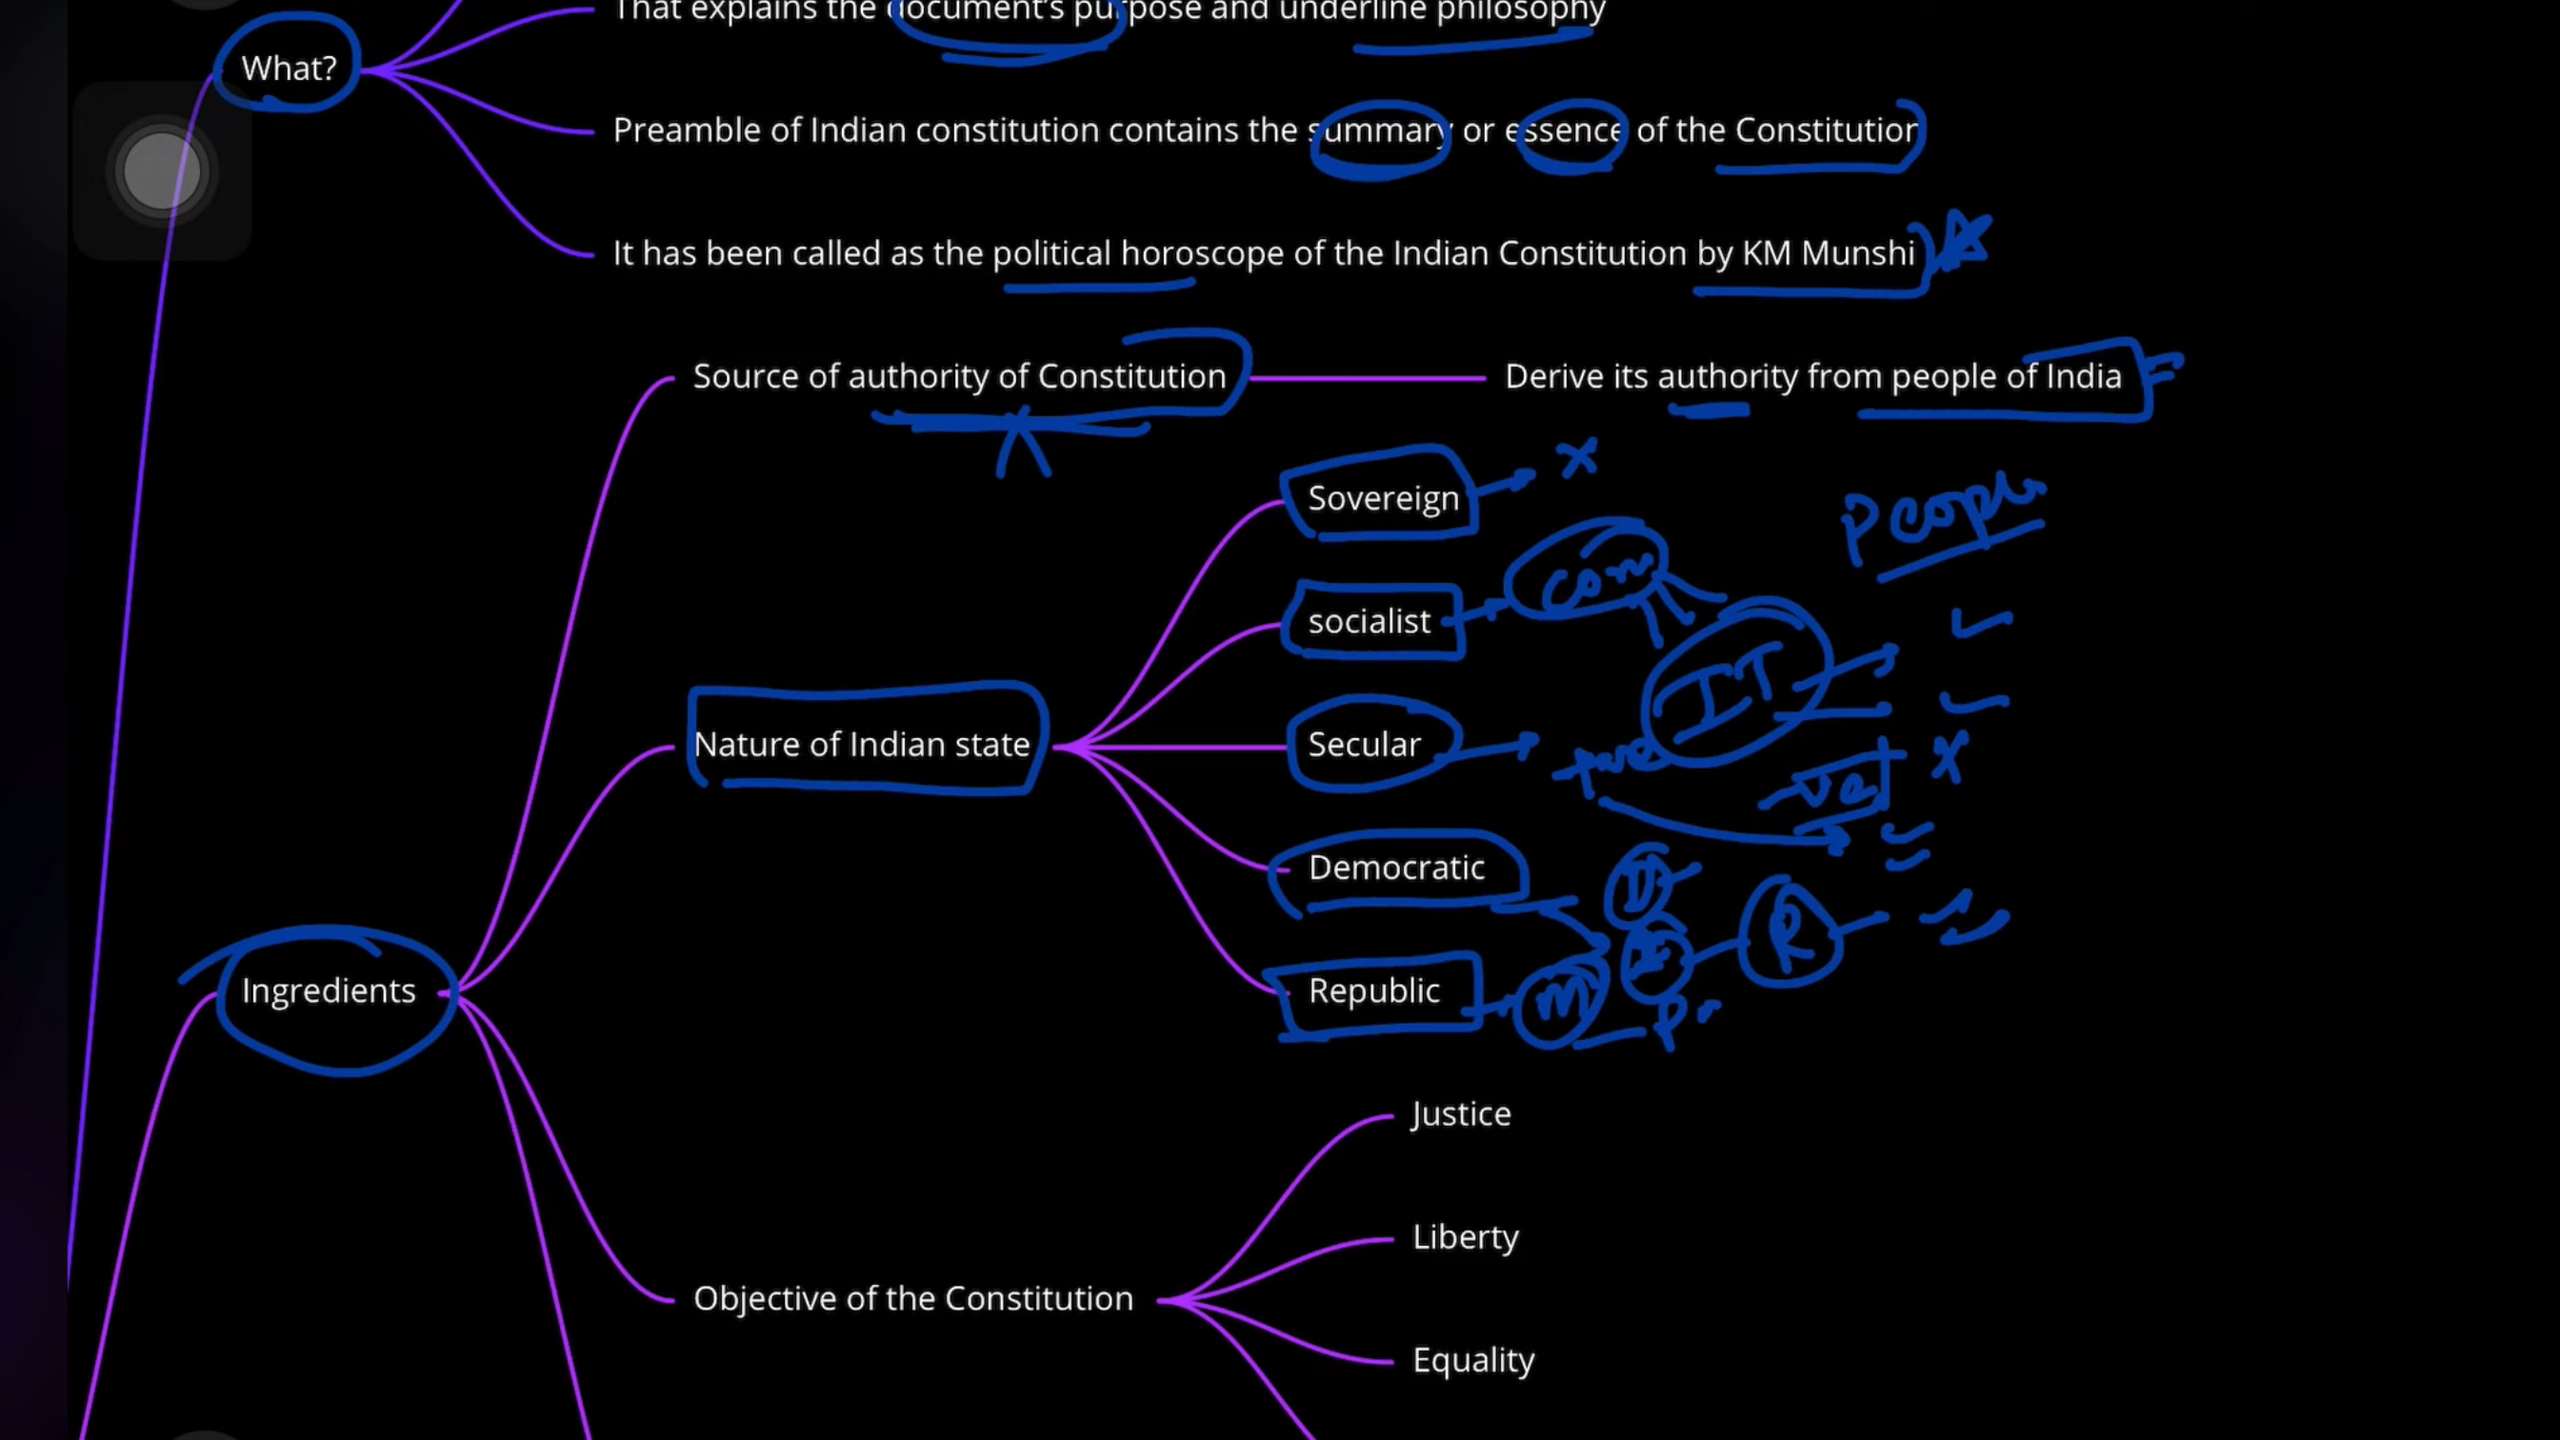 That explains the document's purpose and underline philosophy
What?
Preamble of Indian constitution contains the summary or essence of the Constitution
It has been called as the political horoscope of the Indian Constitution by KM Munshi
Source of authority of Constitution
Derive its authority from people of India
Sovereign
People
socialist
Com
IT
Nature of Indian state
Secular
Democratic
D
R
Ingredients
Republic
M
Justice
Liberty
Objective of the Constitution
Equality